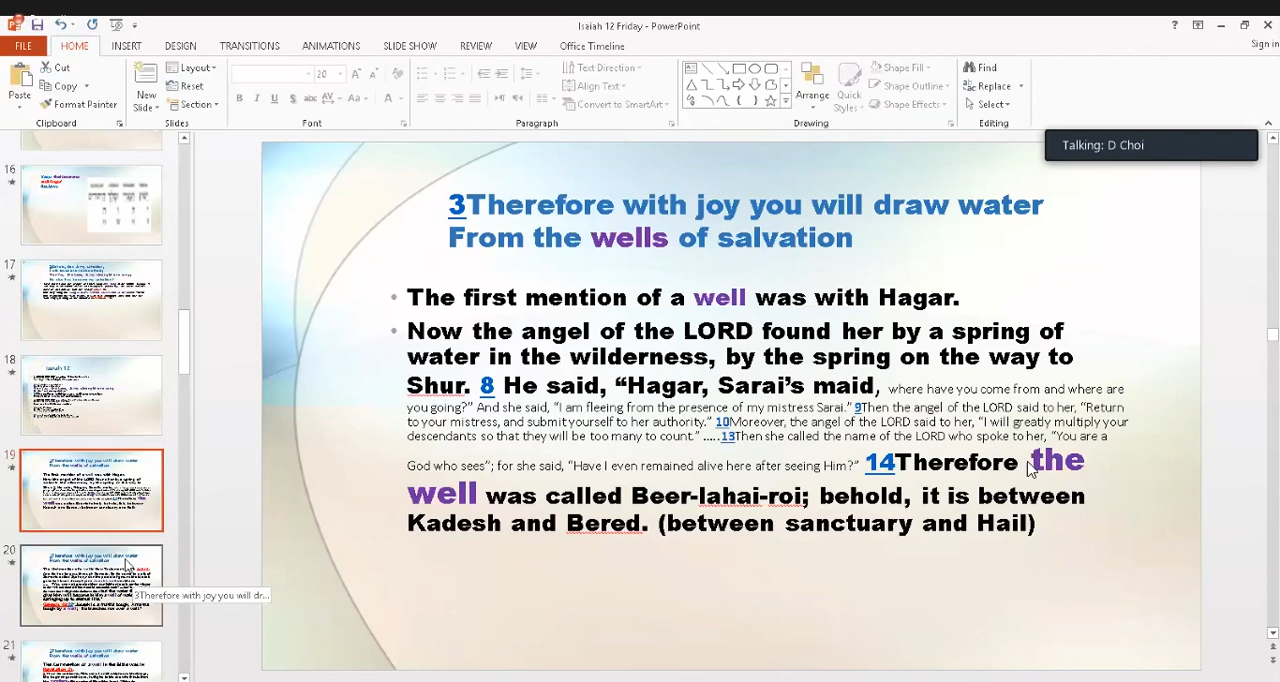 Isaiah 12 Friday - PowerPoint
Sign in
FILE HOME INSERT DESIGN TRANSITIONS ANIMATIONS SLIDE SHOW REVIEW VIEW Office Timeline
Cut
Copy
Format Painter
Paste
Clipboard
New
Slide
Layout
Reset
Section
Slides
20
Font
Text Direction
Align Text
Convert to SmartArt
Paragraph
Arrange
Quick
Styles
Shape Fill
Shape Outline
Shape Effects
Drawing
Find
Replace
Select
Editing
Talking: D Choi
16
17
18
19
20
21
3Therefore with joy you will dr...
3Therefore with joy you will draw water
From the wells of salvation
• The first mention of a well was with Hagar.
• Now the angel of the LORD found her by a spring of
water in the wilderness, by the spring on the way to
Shur. 8 He said, “Hagar, Sarai’s maid, where have you come from and where are
you going?” And she said, “I am fleeing from the presence of my mistress Sarai.” 9Then the angel of the LORD said to her, “Return
to your mistress, and submit yourself to her authority.” 10Moreover, the angel of the LORD said to her, “I will greatly multiply your
descendants so that they will be too many to count.” .....13Then she called the name of the LORD who spoke to her, “You are a
God who sees”; for she said, “Have I even remained alive here after seeing Him?” 14Therefore the
well was called Beer-lahai-roi; behold, it is between
Kadesh and Bered. (between sanctuary and Hail)